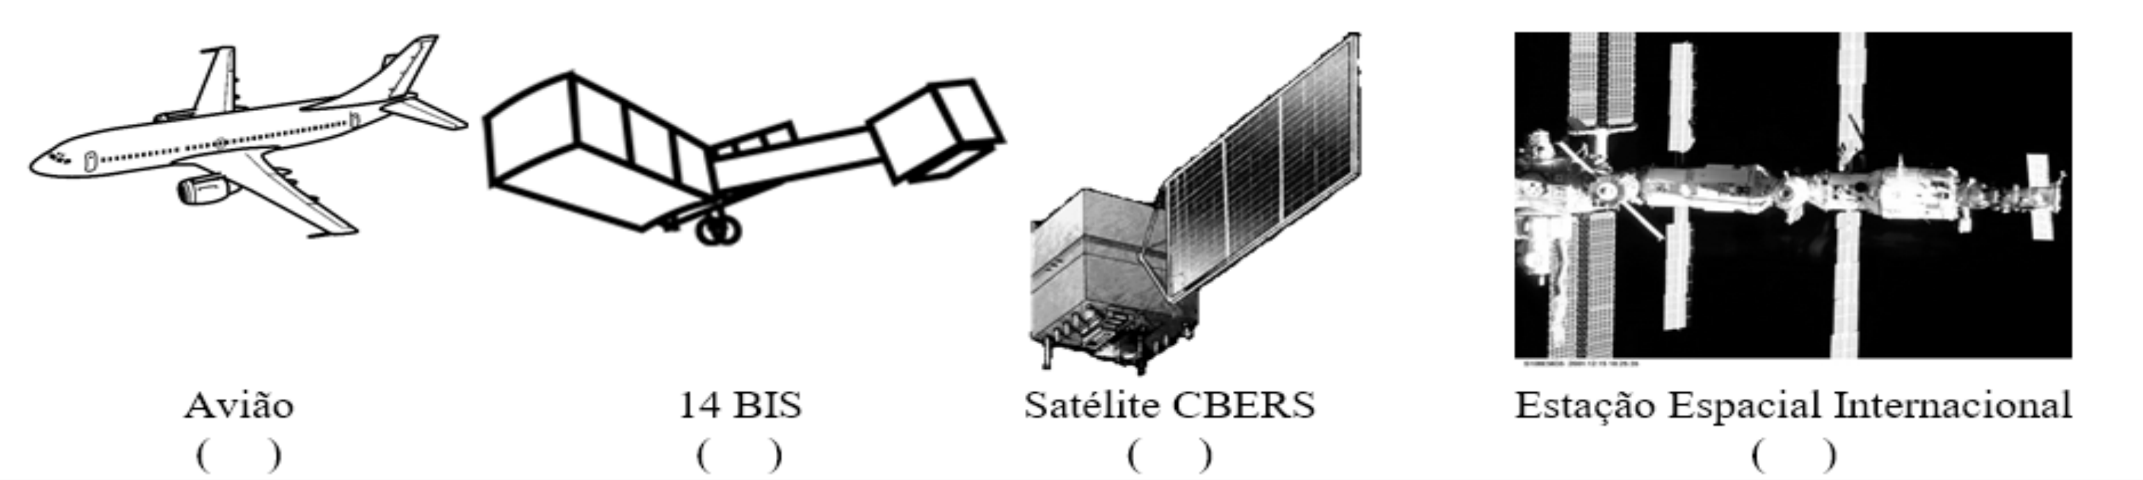 Avião
14 BIS
Satélite CBERS
Estação Espacial Internacional
( )
( )
( )
( )